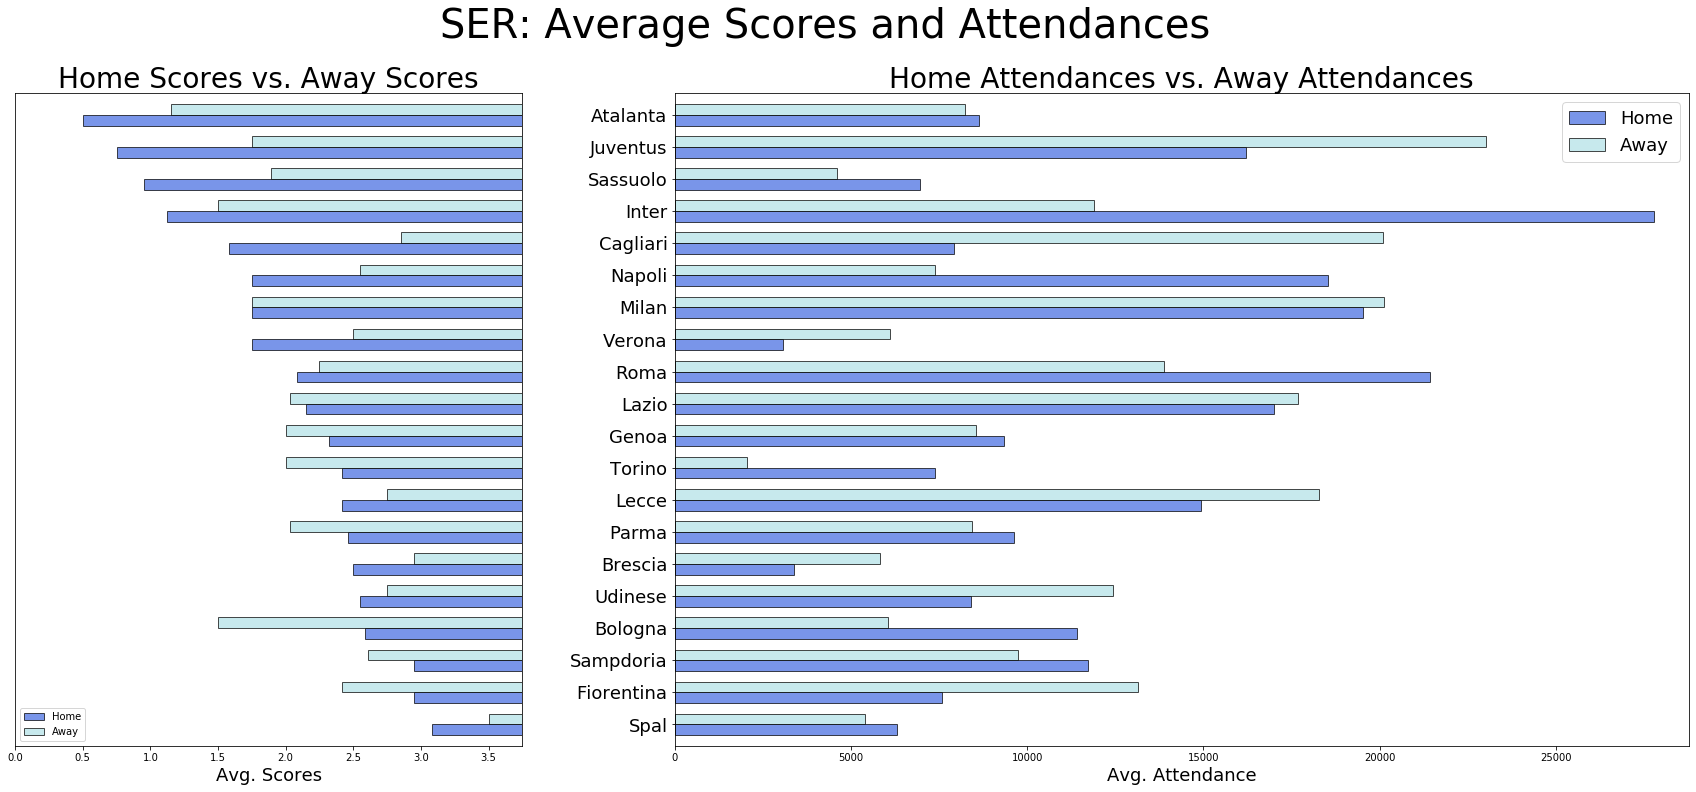 SER: Average Scores and Attendances
Home Scores vs. Away Scores
Home
Away
0.0 0.5 1.0 1.5 2.0 2.5 3.0 3.5
Avg. Scores
Home Attendances vs. Away Attendances
Home
Away
Atalanta
Juventus
Sassuolo
Inter
Cagliari
Napoli
Milan
Verona
Roma
Lazio
Genoa
Torino
Lecce
Parma
Brescia
Udinese
Bologna
Sampdoria
Fiorentina
Spal
0 5000 10000 15000 20000 25000
Avg. Attendance